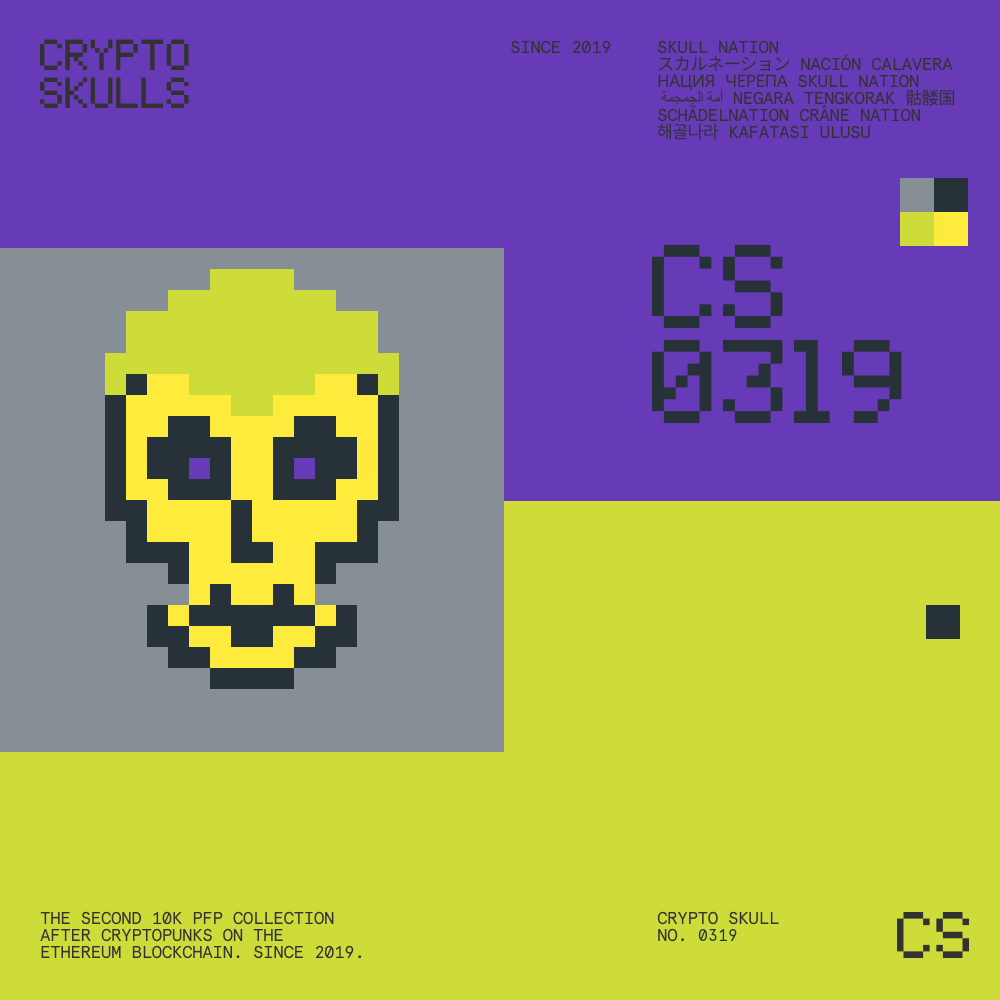 CRYPTO
SKULLS
SINCE 2019
SKULL NATION
スカルネーション NACIÓN CALAVERA
НАЦИЯ ЧЕРЕПА SKULL NATION
أمة الجمجمة NEGARA TENGKORAK 骷髅国
SCHÄDELNATION CRÂNE NATION
해골나라 KAFATASI ULUSU
CS
0319
THE SECOND 10K PFP COLLECTION
AFTER CRYPTOPUNKS ON THE
ETHEREUM BLOCKCHAIN. SINCE 2019.
CRYPTO SKULL
NO. 0319
CS